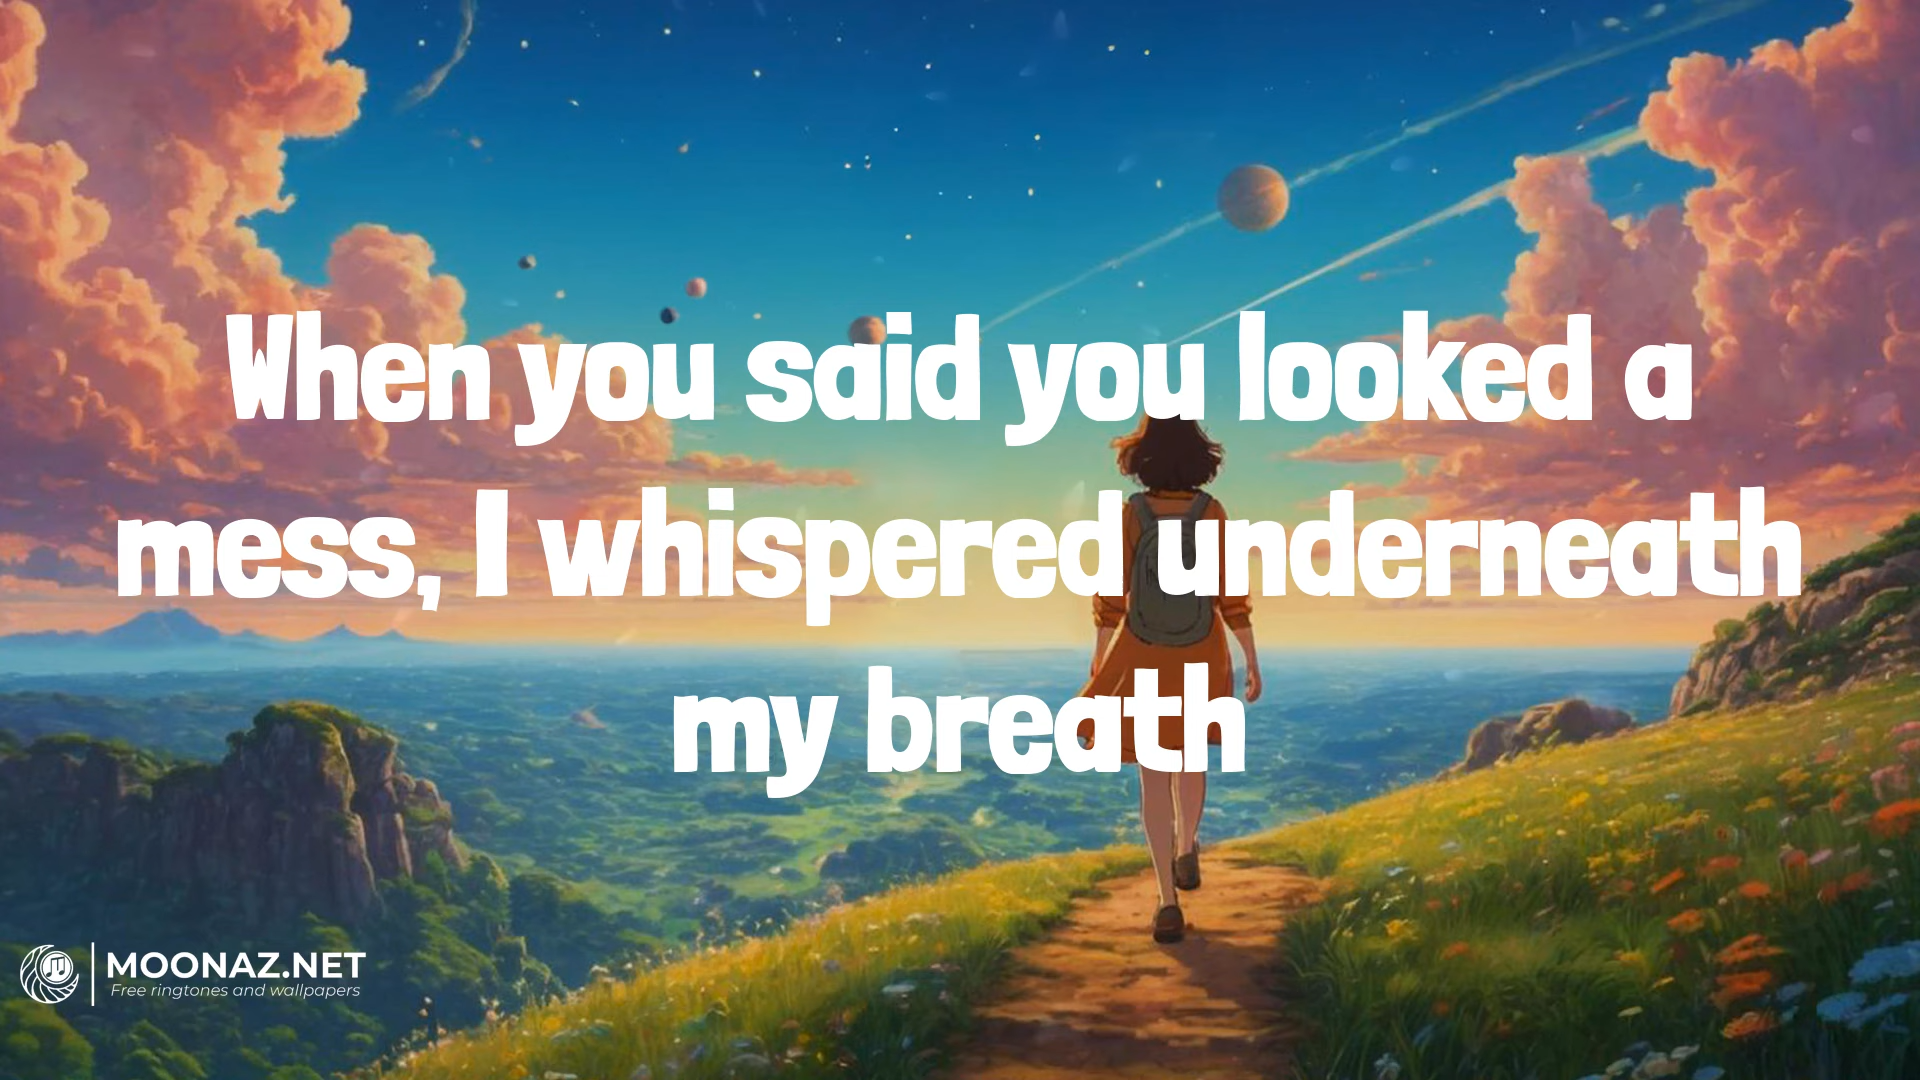 When you said you looked a
mess, I whispered underneath
my breath
MOONAZ.NET
Free ringtones and wallpapers